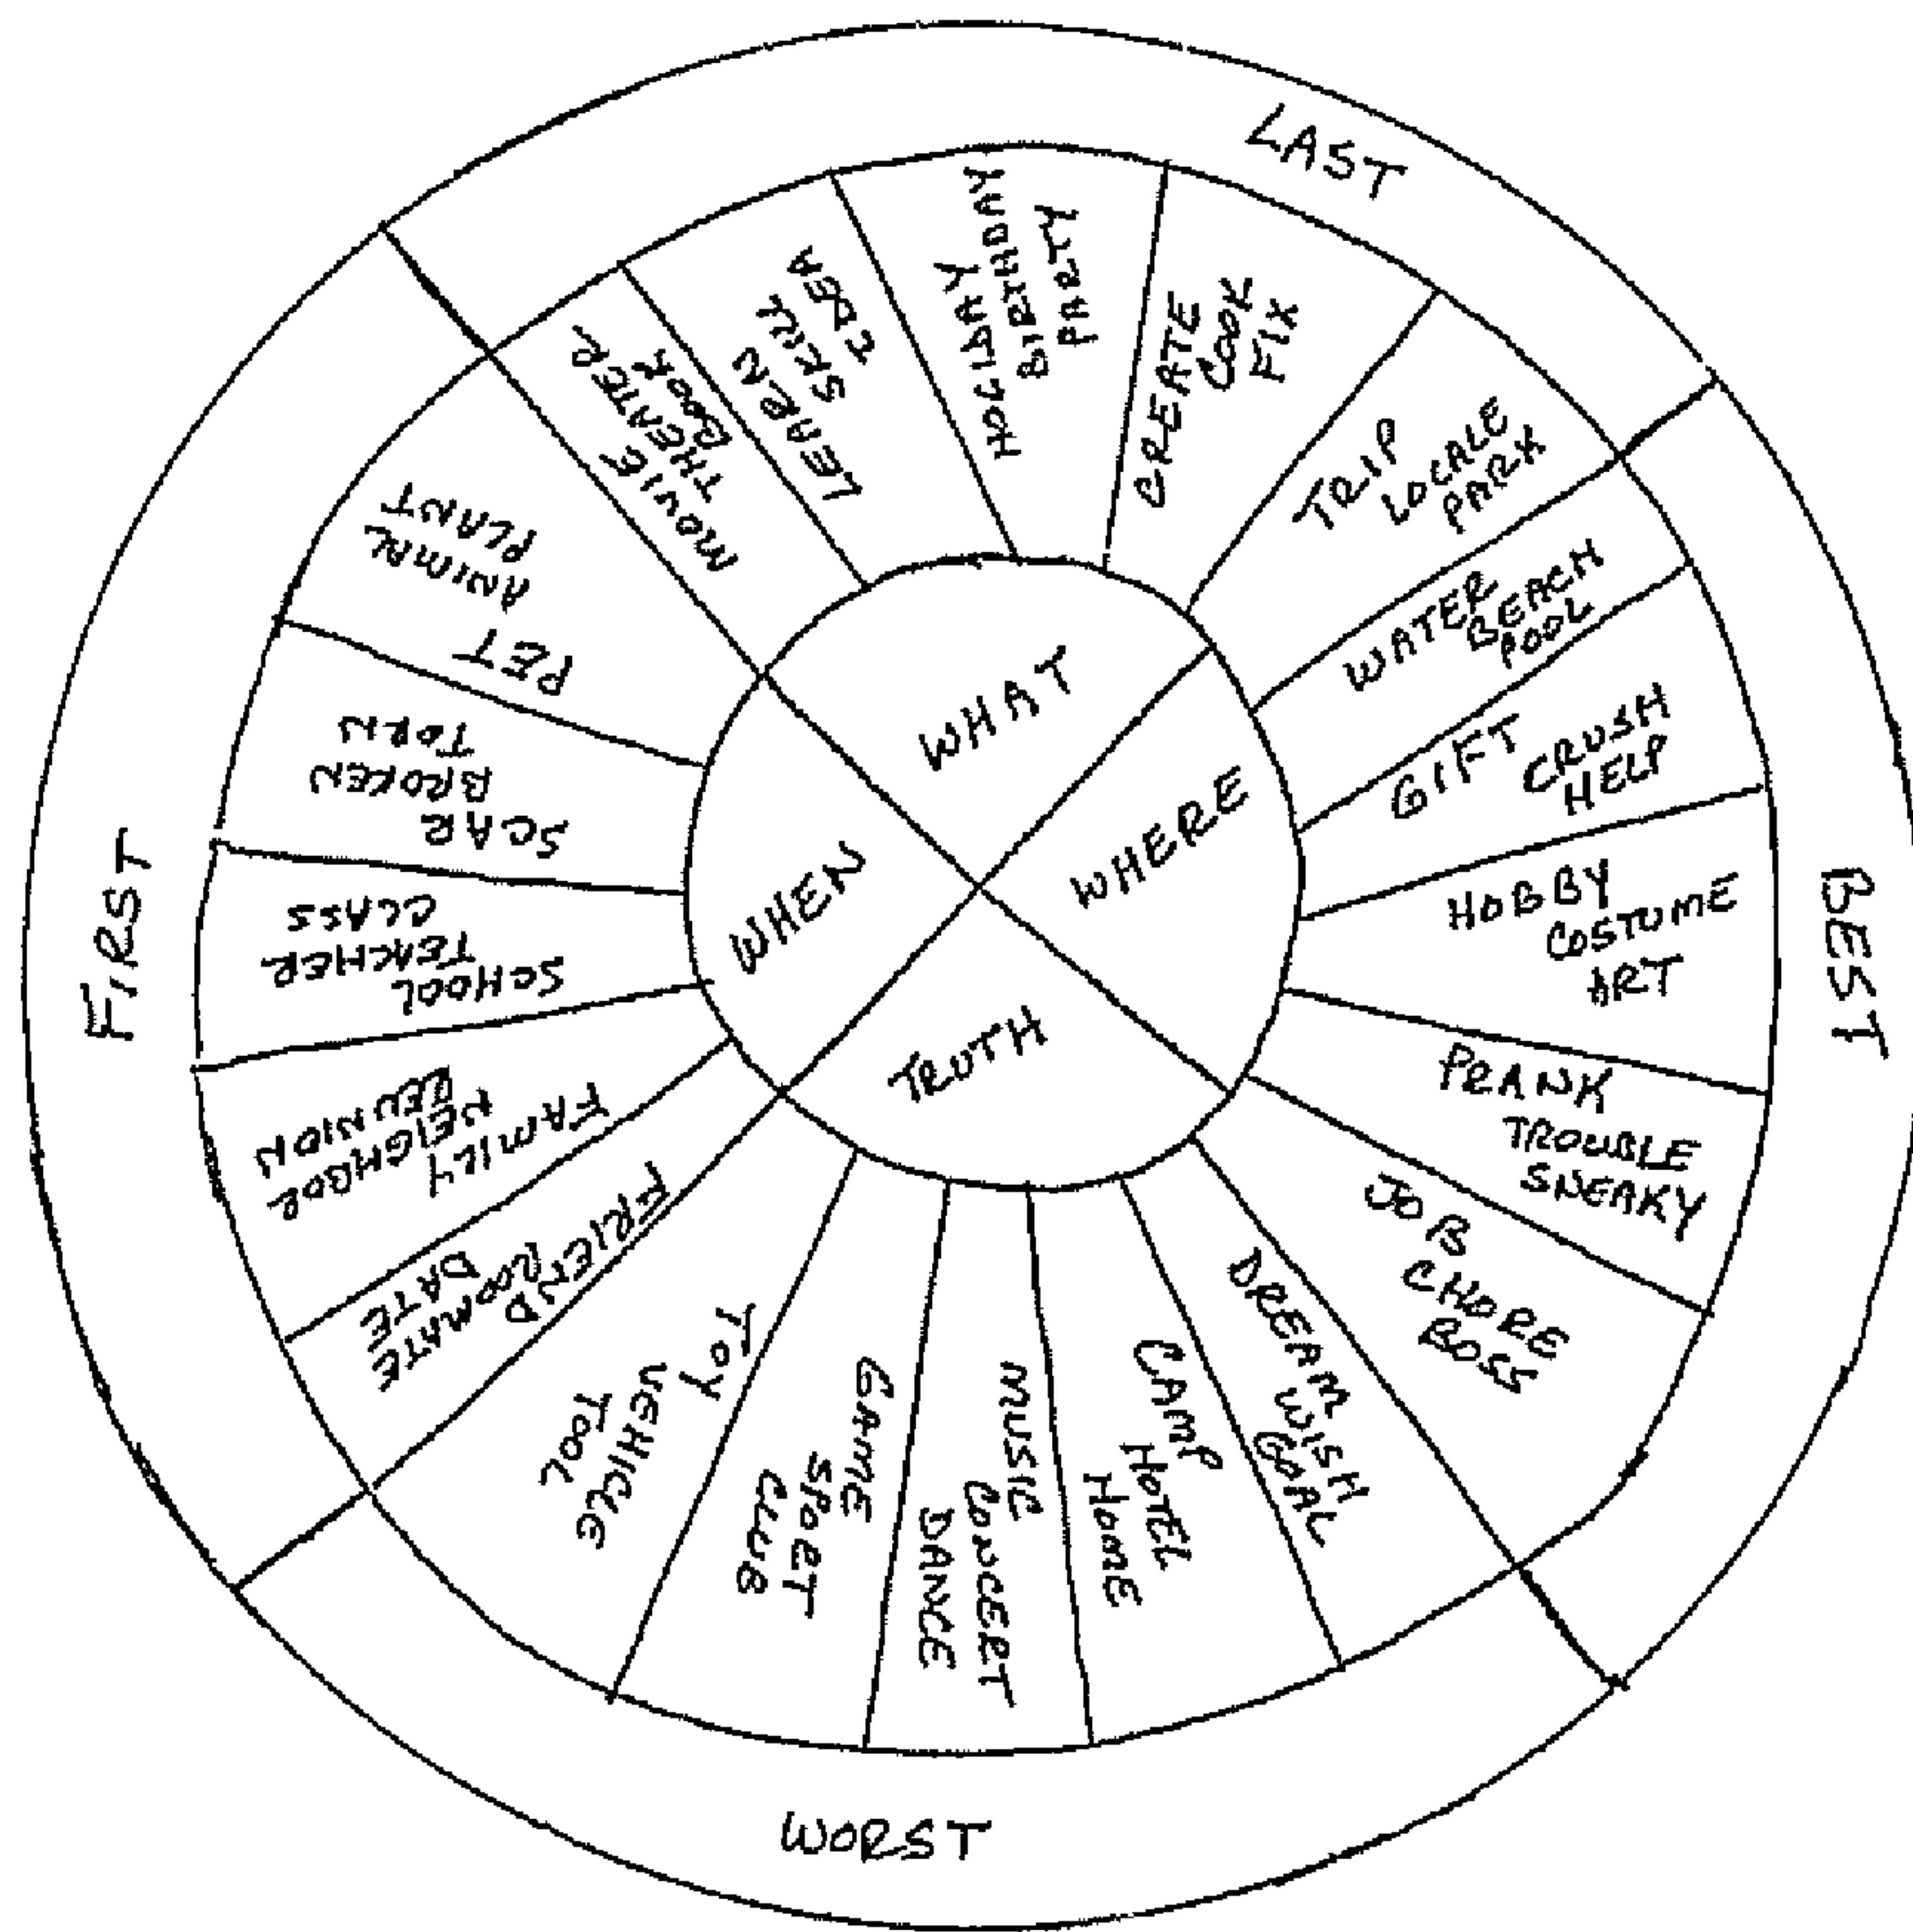 LAST
BEST
WORST
FIRST
WHAT
WHERE
TRUTH
WHEN
MOVIE
THEATER
BOOK
LEARN
SKILL
IDEA
HOLIDAY
BIRTHDAY
PARTY
CREATE
COOK
FIX
TRIP
LOCALE
PARK
WATER
BEACH
POOL
GIFT
CRUSH
HELP
HOBBY
COSTUME
ART
PRANK
TROUBLE
SNEAKY
JOB
CHORE
BOSS
DREAM
WISH
GOAL
CAMP
HOTEL
HOME
MUSIC
CONCERT
DANCE
GAME
SPORT
CLUB
TOY
VEHICLE
TOOL
FRIEND
ROOMMATE
DATE
FAMILY
NEIGHBOR
REUNION
SCHOOL
TEACHER
CLASS
SCAR
BROKEN
TORN
PET
ANIMAL
PLANT